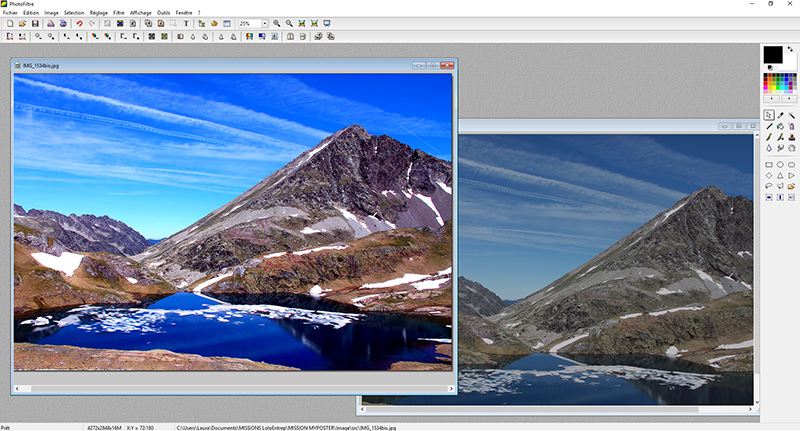 PhotoFiltre
Fichier Edition Image Sélection Réglage Filtre Affichage Outils Fenêtre ?
T 25%
IMG_1534bis.jpg
Prêt 4272x2848x16M X:Y = 72:180 C:\Users\Laura\Documents\MISSIONS LoloEntrep\MISSION MYPOSTER\Image\src\IMG_1534bis.jpg